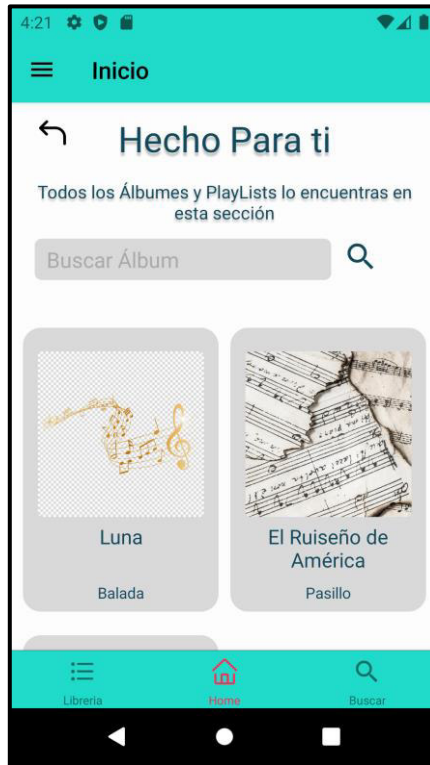 4:21
Inicio
Hecho Para ti
Todos los Álbumes y PlayLists lo encuentras en
esta sección
Buscar Álbum
Luna
Balada
El Ruiseño de
América
Pasillo
Libreria
Home
Buscar